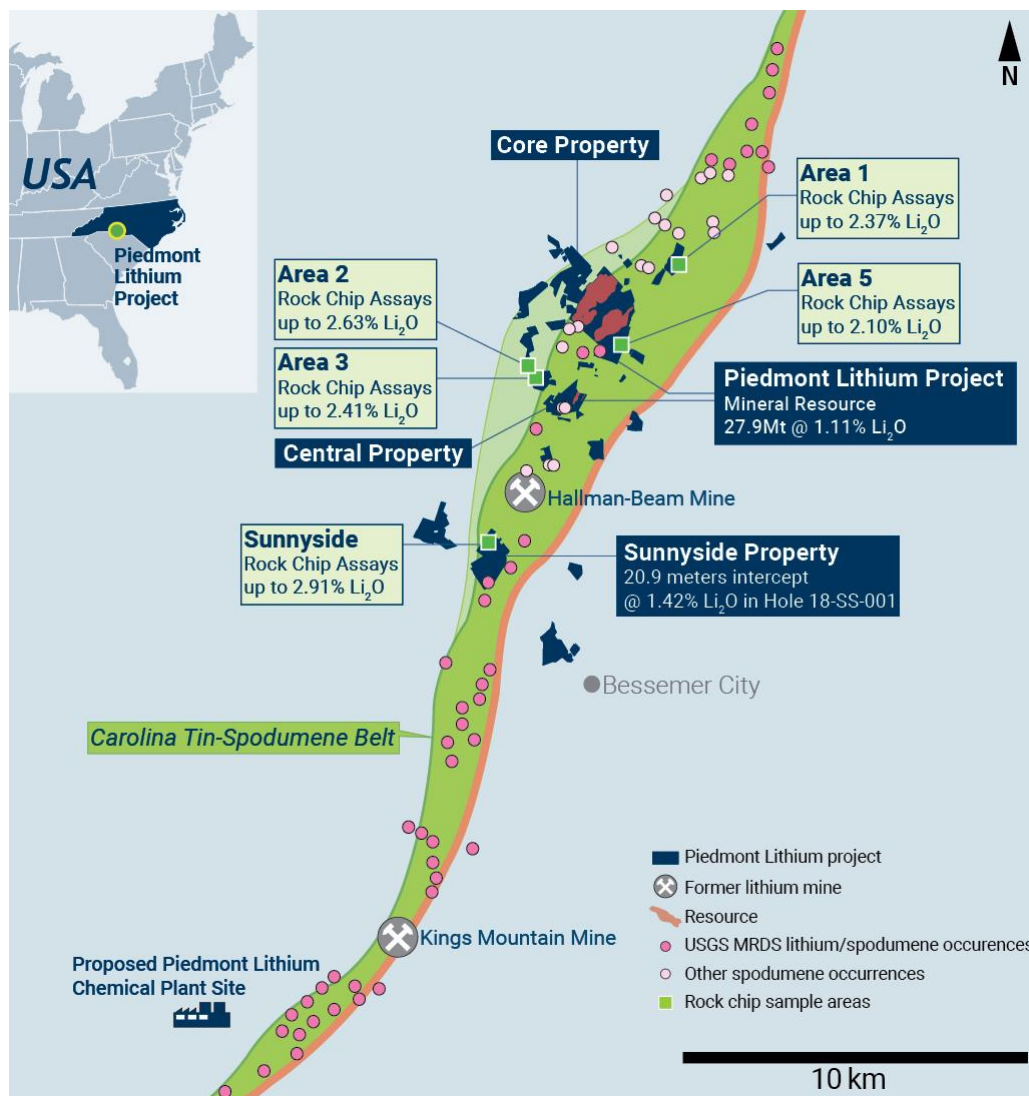 N
USA
Piedmont
Lithium
Project
Core Property
Area 1
Rock Chip Assays
up to 2.37% Li₂O
Area 2
Rock Chip Assays
up to 2.63% Li₂O
Area 5
Rock Chip Assays
up to 2.10% Li₂O
Area 3
Rock Chip Assays
up to 2.41% Li₂O
Piedmont Lithium Project
Mineral Resource
27.9Mt @ 1.11% Li₂O
Central Property
Hallman-Beam Mine
Sunnyside
Rock Chip Assays
up to 2.91% Li₂O
Sunnyside Property
20.9 meters intercept
@ 1.42% Li₂O in Hole 18-SS-001
Bessemer City
Carolina Tin-Spodumene Belt
Kings Mountain Mine
Proposed Piedmont Lithium
Chemical Plant Site
Piedmont Lithium project
Former lithium mine
Resource
USGS MRDS lithium/spodumene occurences
Other spodumene occurrences
Rock chip sample areas
10 km